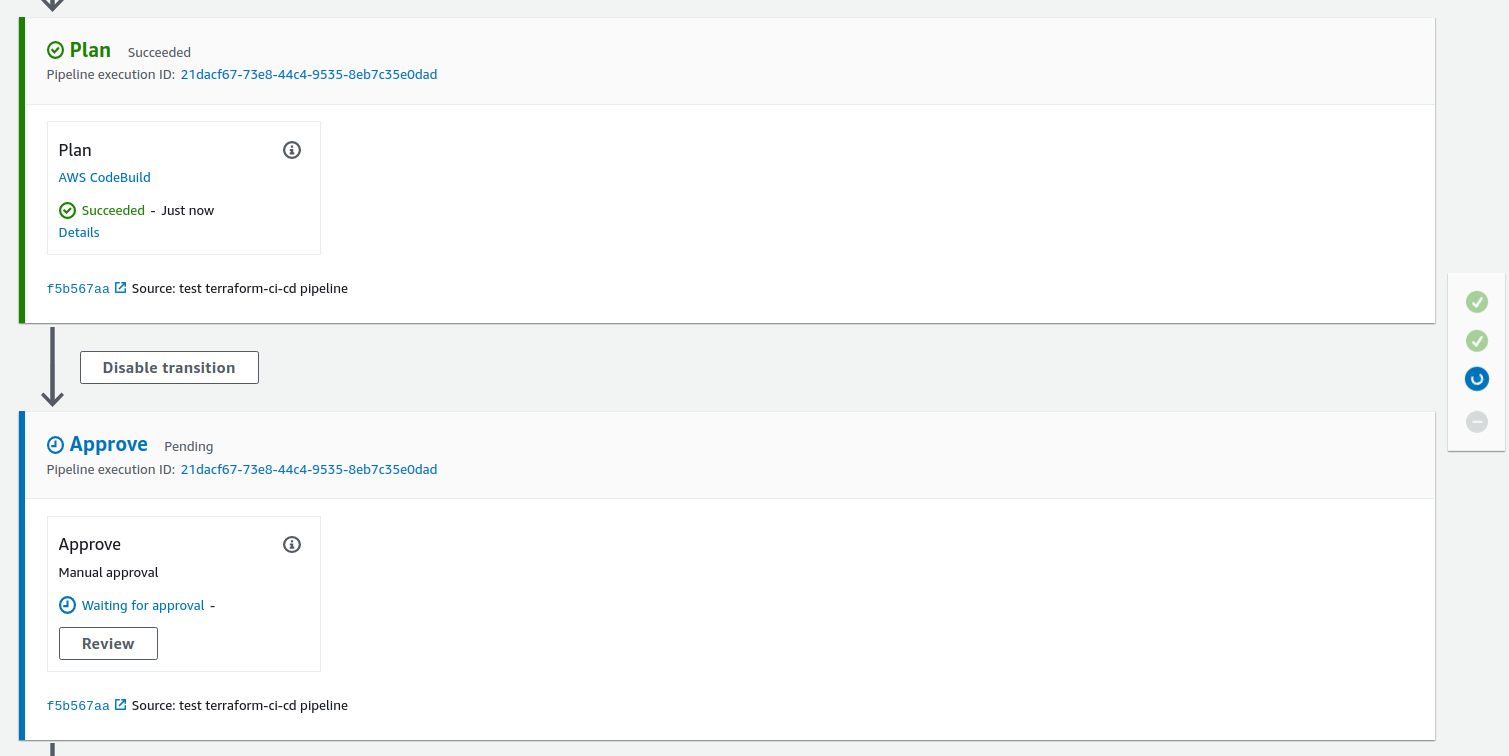 Plan Succeeded
Pipeline execution ID: 21dacf67-73e8-44c4-9535-8eb7c35e0dad
Plan
AWS CodeBuild
Succeeded - Just now
Details
f5b567aa Source: test terraform-ci-cd pipeline
Disable transition
Approve Pending
Pipeline execution ID: 21dacf67-73e8-44c4-9535-8eb7c35e0dad
Approve
Manual approval
Waiting for approval -
Review
f5b567aa Source: test terraform-ci-cd pipeline